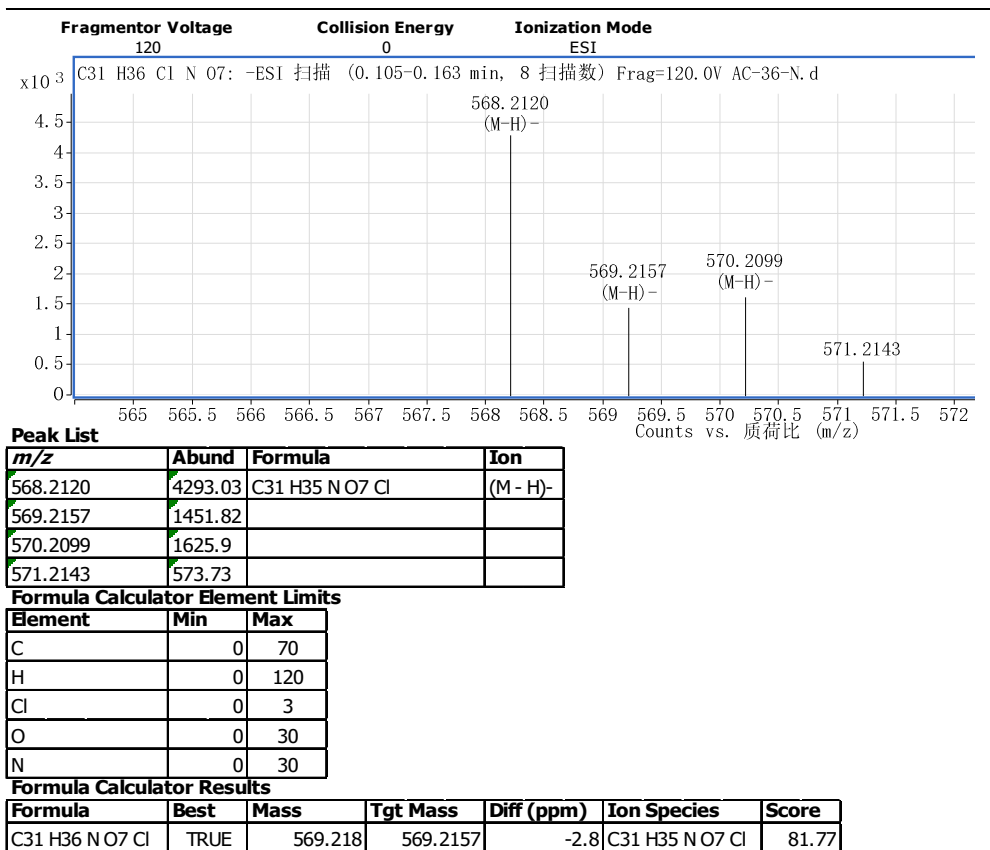 Fragmentor Voltage Collision Energy Ionization Mode
120 0 ESI
x10 3 C31 H36 Cl N O7: -ESI 扫描 (0.105-0.163 min, 8 扫描数) Frag=120.0V AC-36-N.d
568.2120
(M-H)-
4.5
4
3.5
3
2.5
2
1.5
1
0.5
0
569.2157
(M-H)-
570.2099
(M-H)-
571.2143
565 565.5 566 566.5 567 567.5 568 568.5 569 569.5 570 570.5 571 571.5 572
Counts vs. 质荷比 (m/z)
Peak List
m/z Abund Formula Ion
568.2120 4293.03 C31 H35 N O7 Cl (M - H)-
569.2157 1451.82
570.2099 1625.9
571.2143 573.73
Formula Calculator Element Limits
Element Min Max
C 0 70
H 0 120
Cl 0 3
O 0 30
N 0 30
Formula Calculator Results
Formula Best Mass Tgt Mass Diff (ppm) Ion Species Score
C31 H36 N O7 Cl TRUE 569.218 569.2157 -2.8 C31 H35 N O7 Cl 81.77